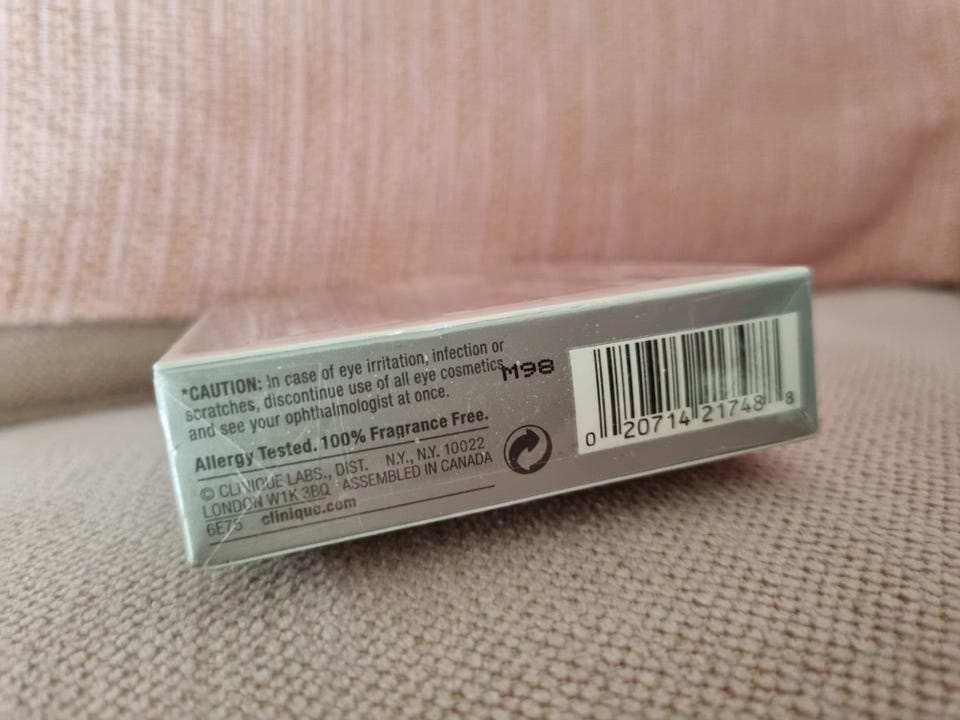 *CAUTION: In case of eye irritation, infection or
scratches, discontinue use of all eye cosmetics
and see your ophthalmologist at once.
Allergy Tested. 100% Fragrance Free.
© CLINIQUE LABS., DIST. N.Y., N.Y. 10022
LONDON W1K 3BQ ASSEMBLED IN CANADA
6E75 clinique.com
M98
0 20714 21748 8